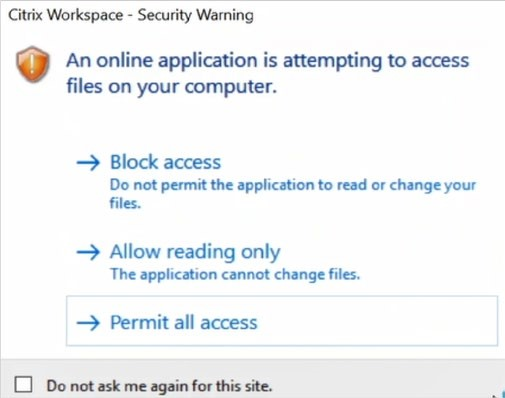 Citrix Workspace - Security Warning
An online application is attempting to access
files on your computer.
Block access
Do not permit the application to read or change your
files.
Allow reading only
The application cannot change files.
Permit all access
Do not ask me again for this site.